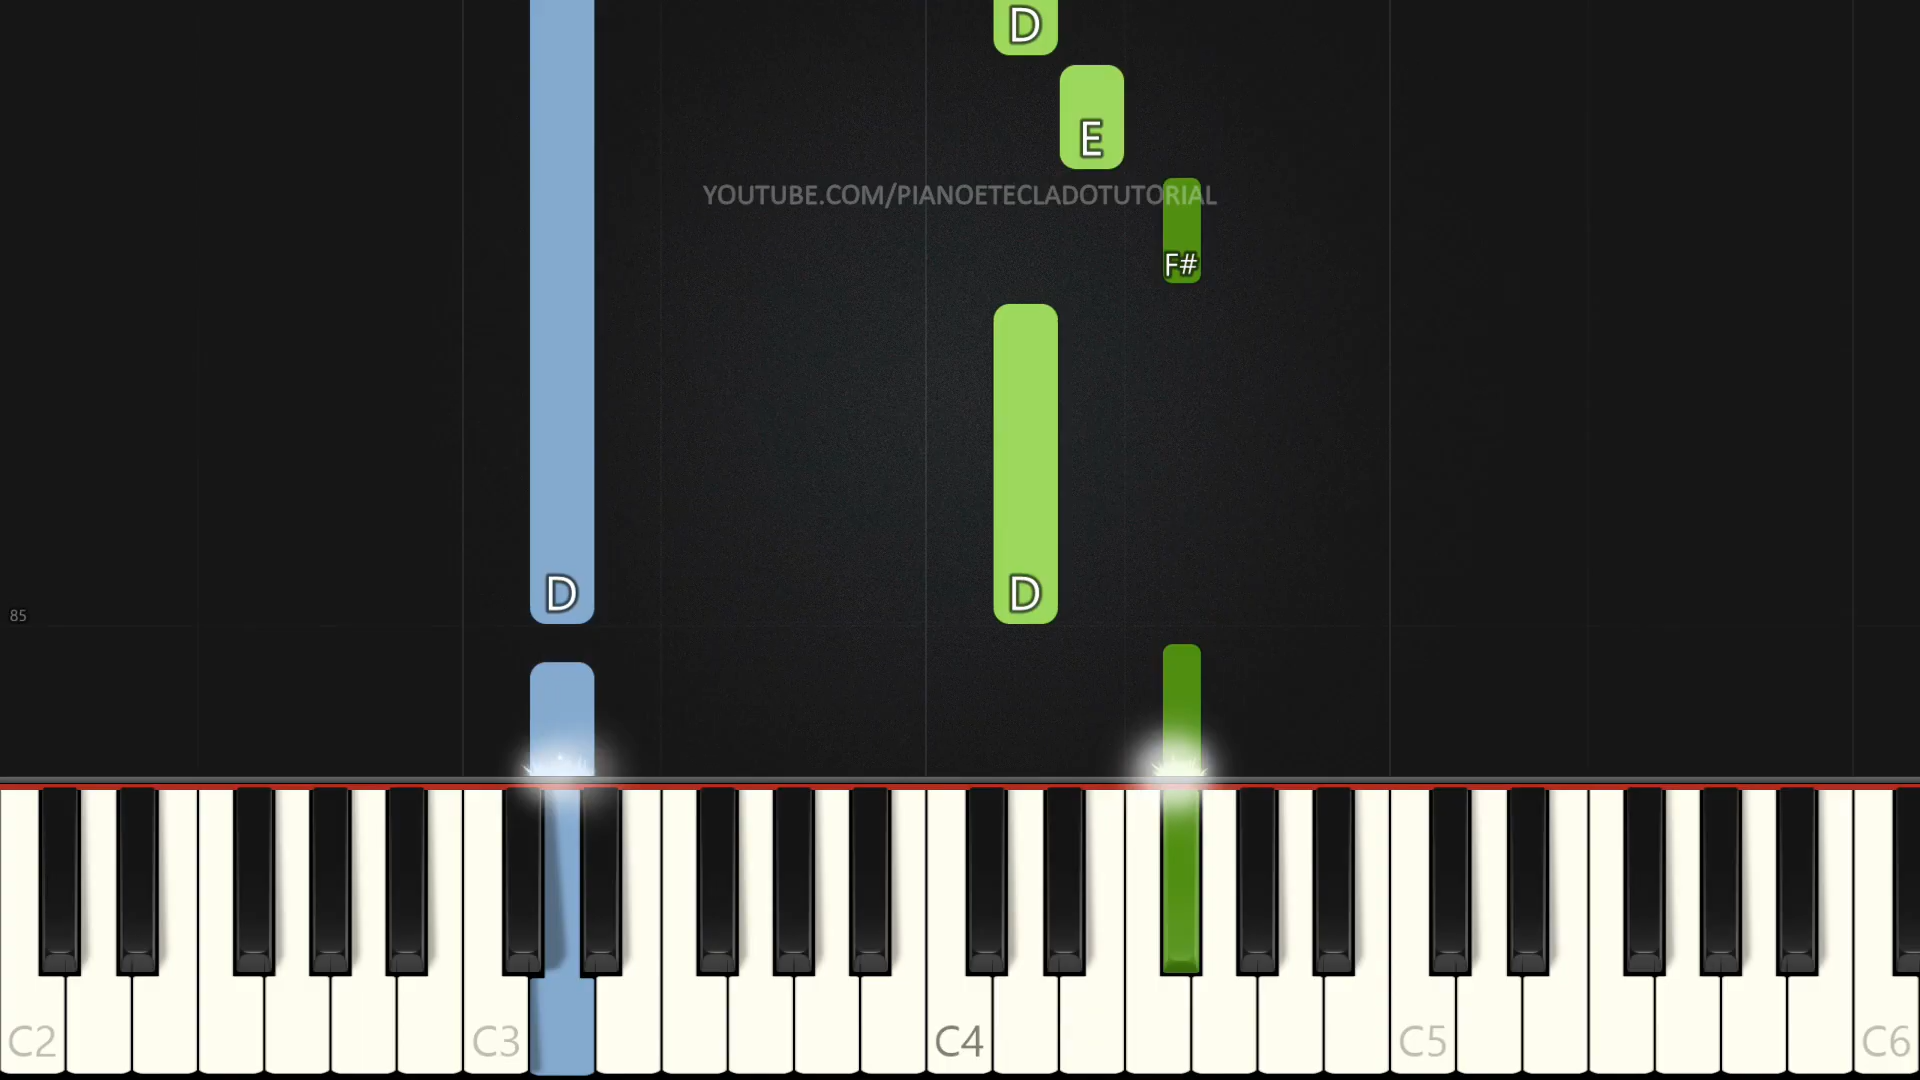 D
E
YOUTUBE.COM/PIANOETECLADOTUTORIAL
F#
D
D
85
C2
C3
C4
C5
C6